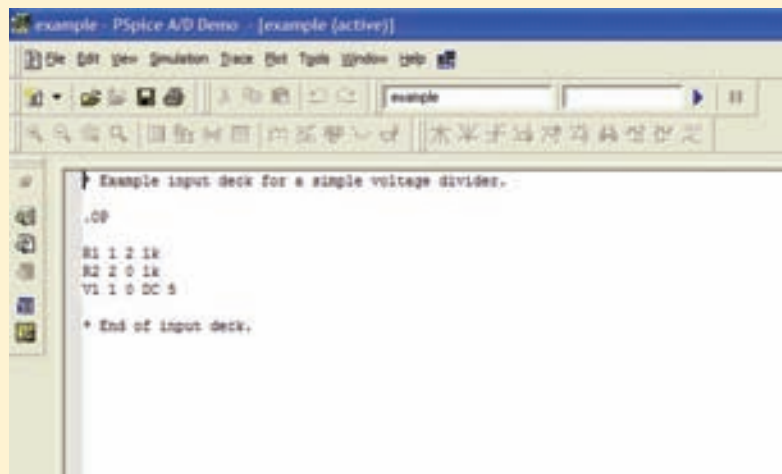 example - PSpice A/D Demo - [example (active)]
File Edit View Simulation Trace Plot Tools Window Help
example
* Example input deck for a simple voltage divider.
.OP
R1 1 2 1k
R2 2 0 1k
V1 1 0 DC 5
* End of input deck.